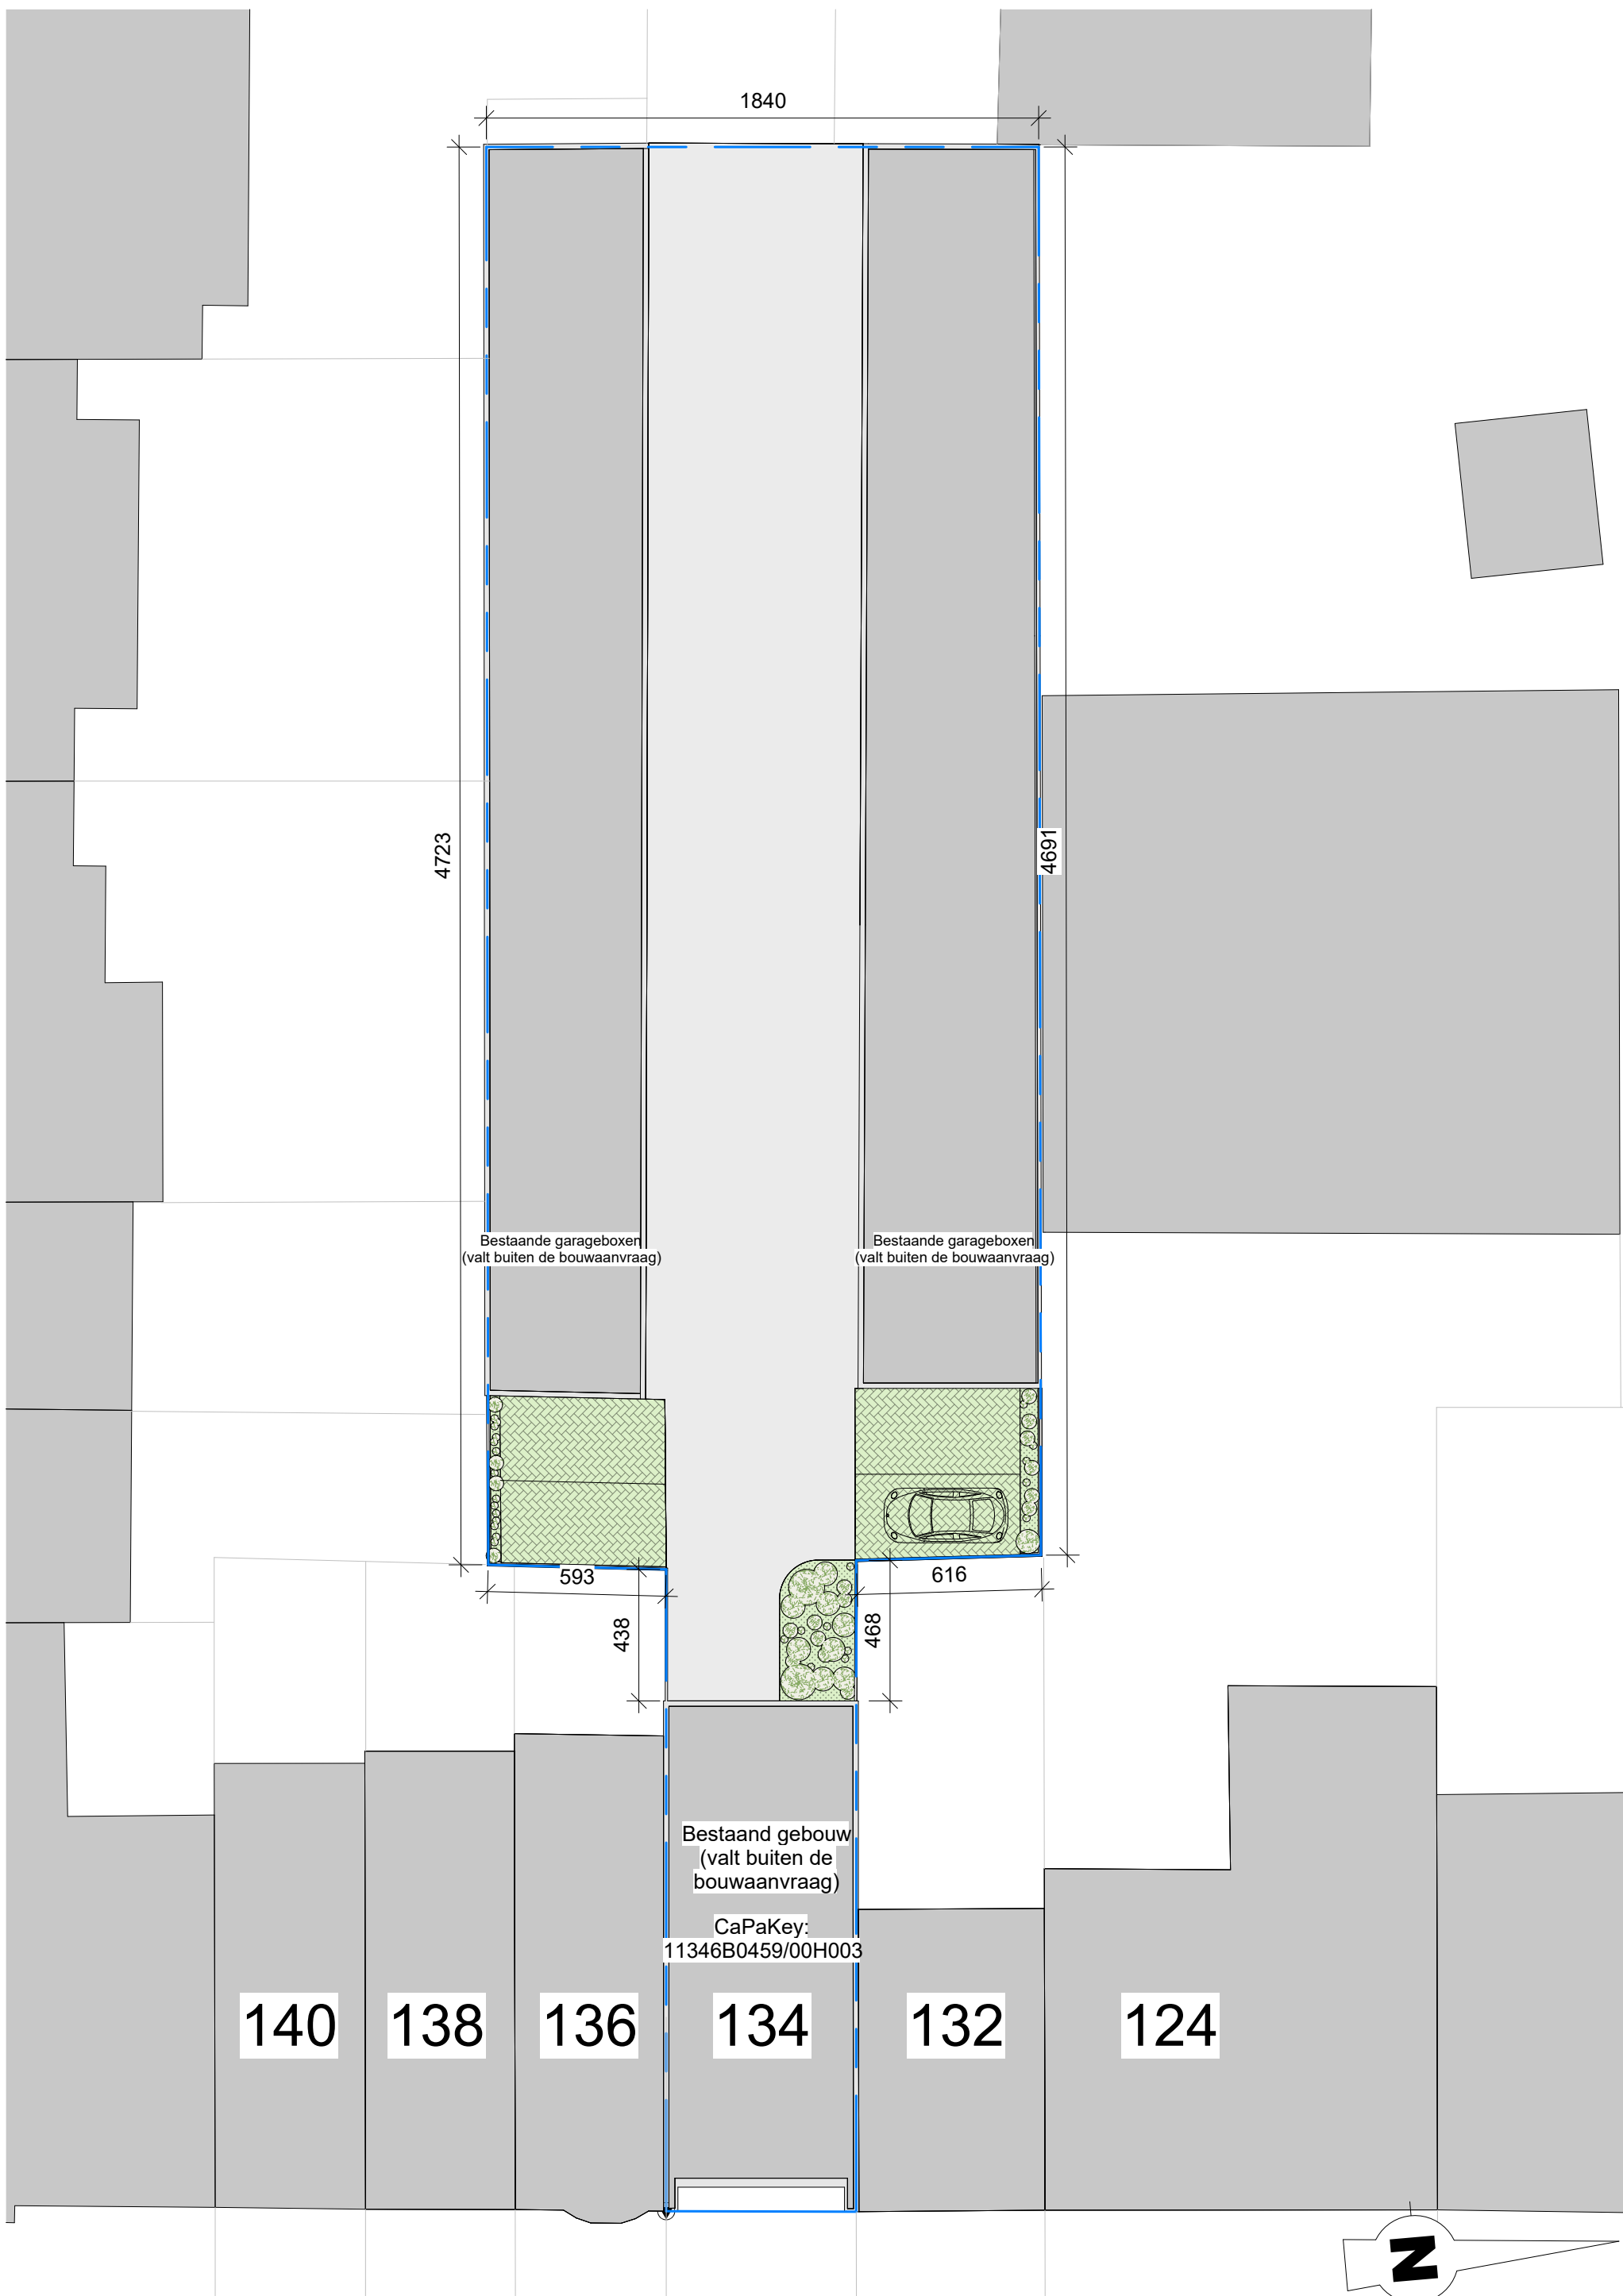 1840
4723
4691
Bestaande garageboxen
(valt buiten de bouwaanvraag)
Bestaande garageboxen
(valt buiten de bouwaanvraag)
593
616
438
468
Bestaand gebouw
(valt buiten de
bouwaanvraag)
CaPaKey:
11346B0459/00H003
140
138
136
134
132
124
N